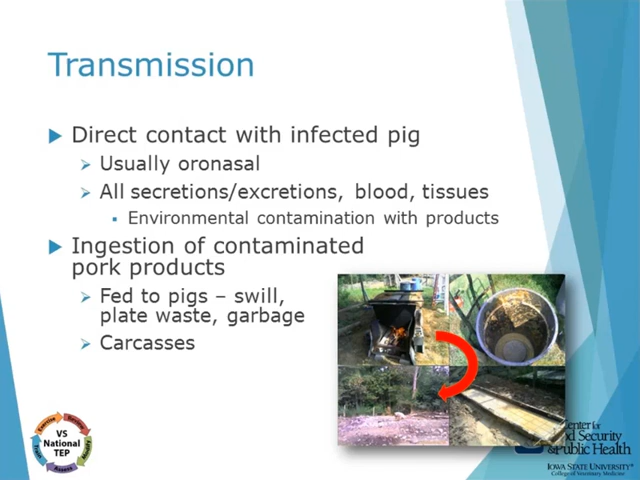 Transmission
Direct contact with infected pig
Usually oronasal
All secretions/excretions, blood, tissues
Environmental contamination with products
Ingestion of contaminated
pork products
Fed to pigs – swill,
plate waste, garbage
Carcasses
VS
National
TEP
Center for
Food Security
&Public Health
IOWA STATE UNIVERSITY®
College of Veterinary Medicine